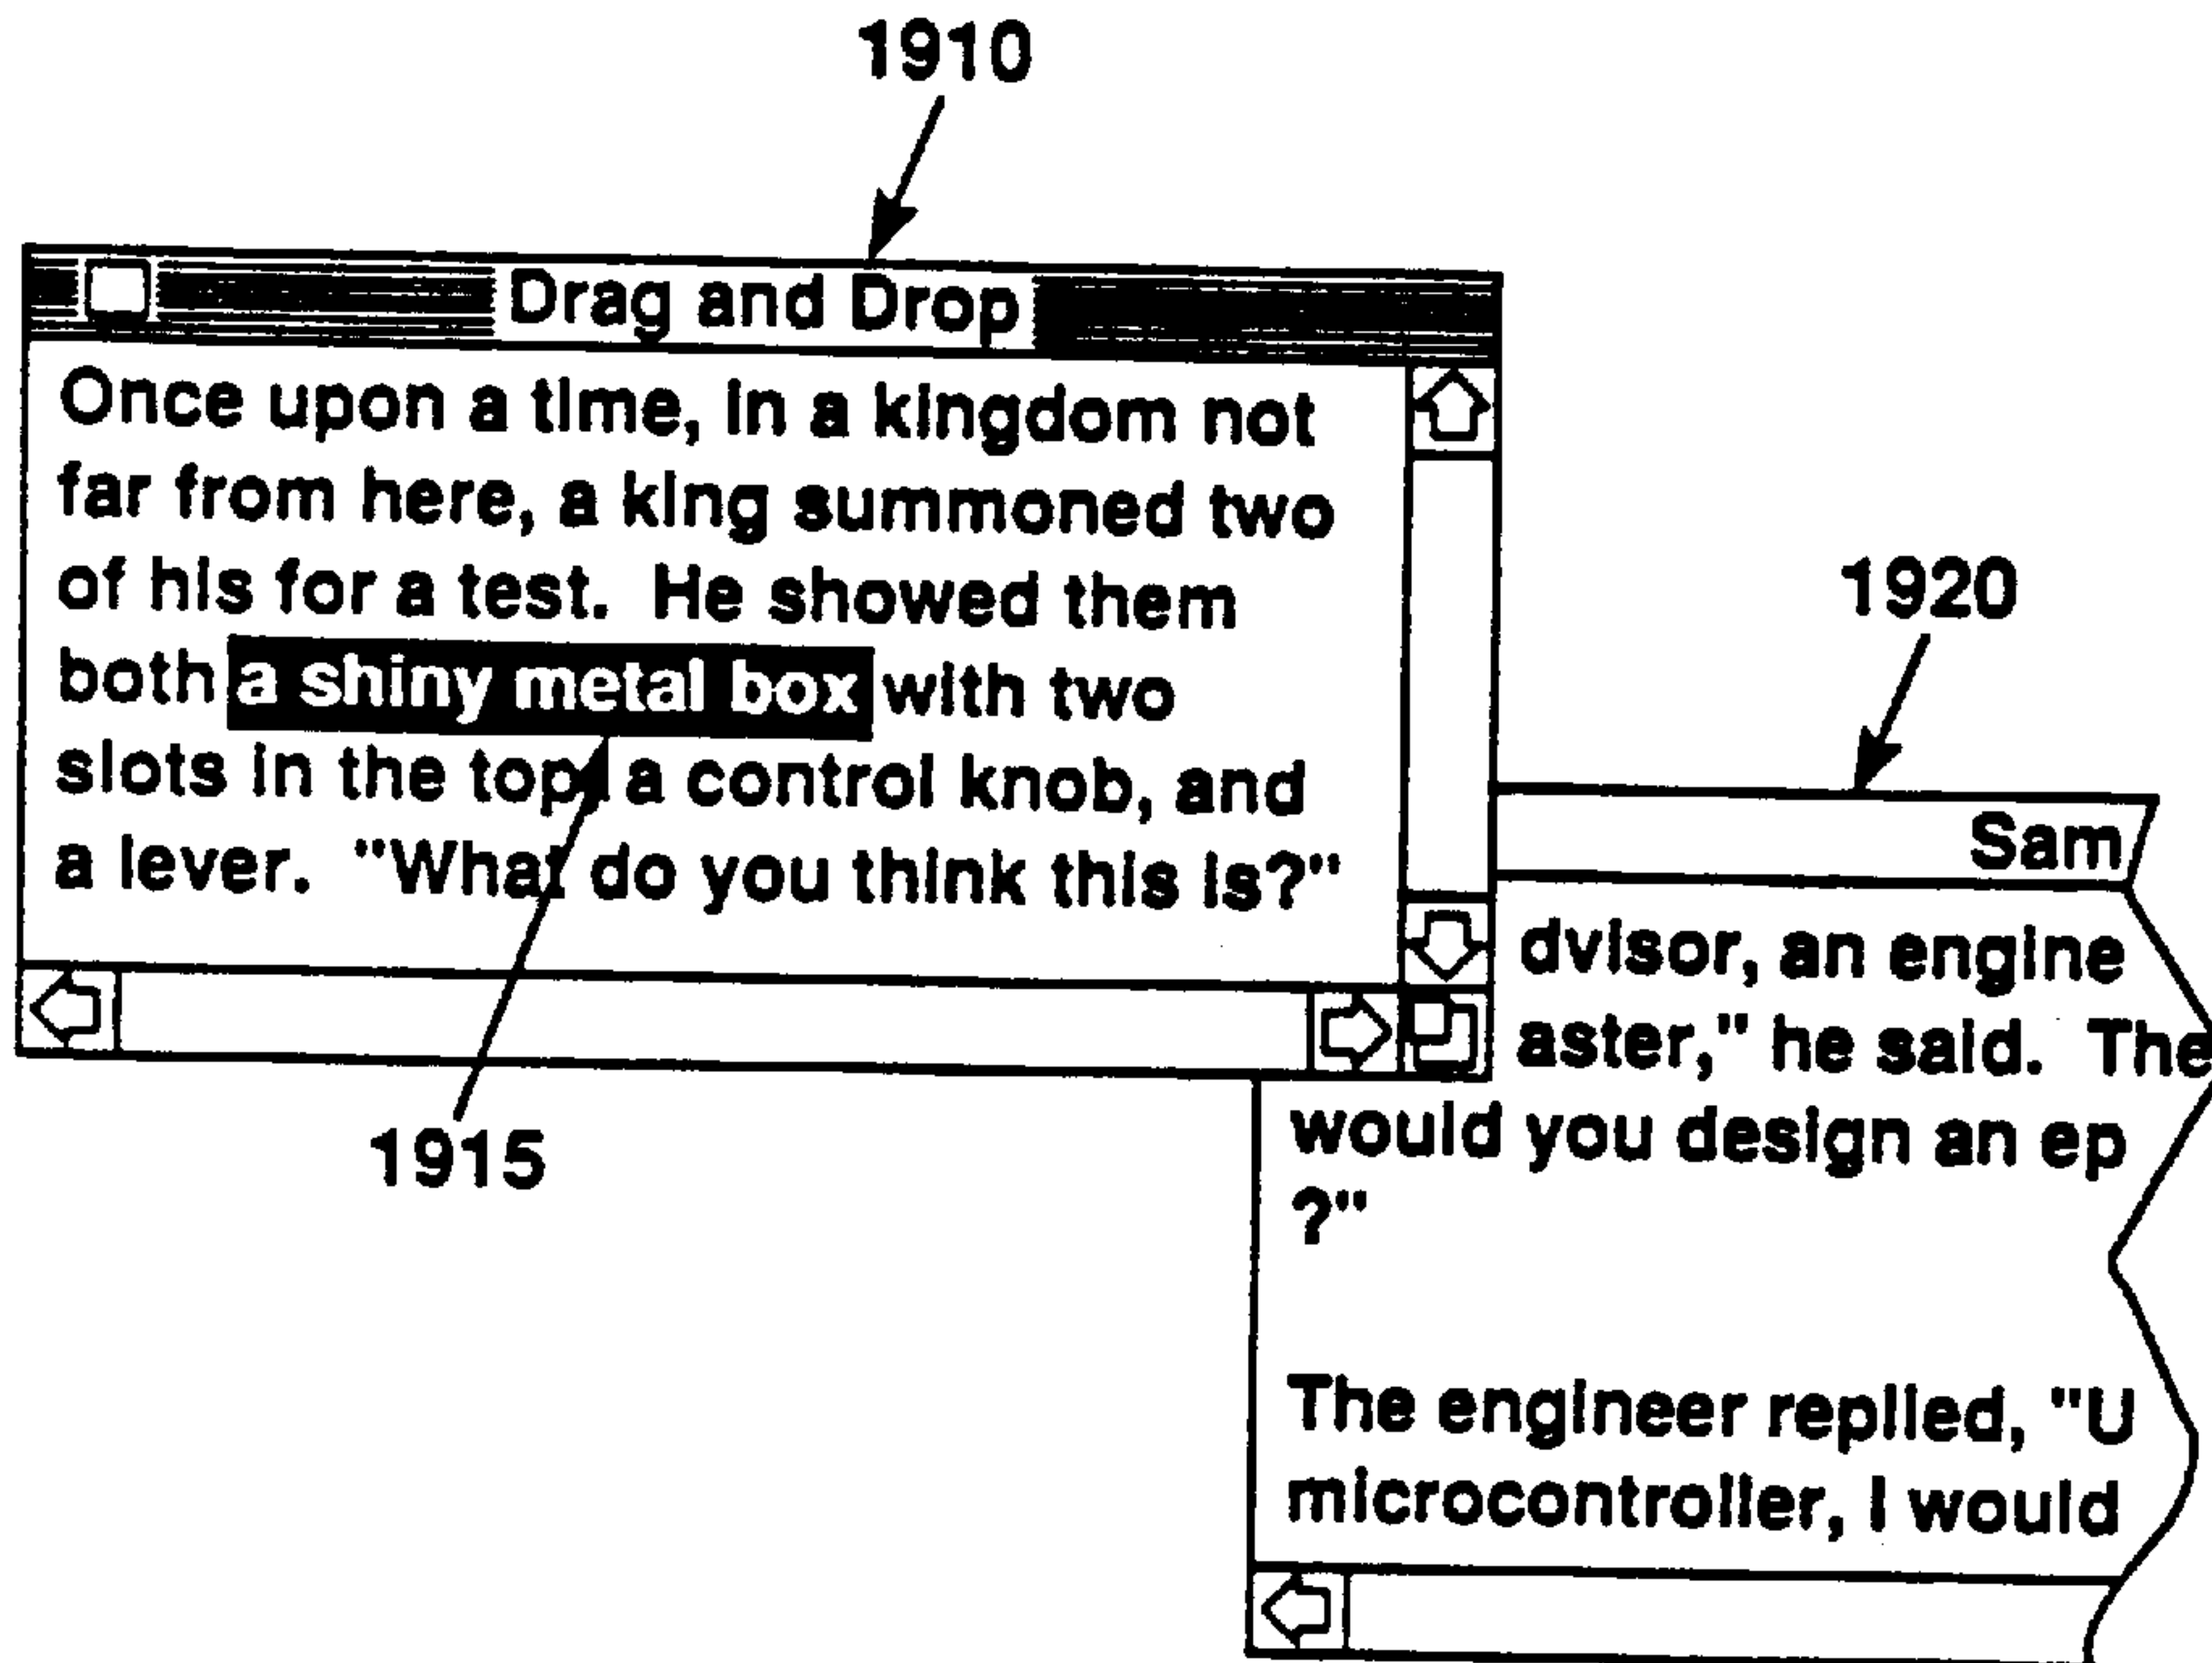 1910
Drag and Drop
Once upon a time, in a kingdom not
far from here, a king summoned two
of his for a test. He showed them
both a shiny metal box with two
slots in the top, a control knob, and
a lever. "What do you think this is?"
1915
1920
Sam
dvisor, an engine
aster," he said. The
would you design an ep
?"
The engineer replied, "U
microcontroller, I would